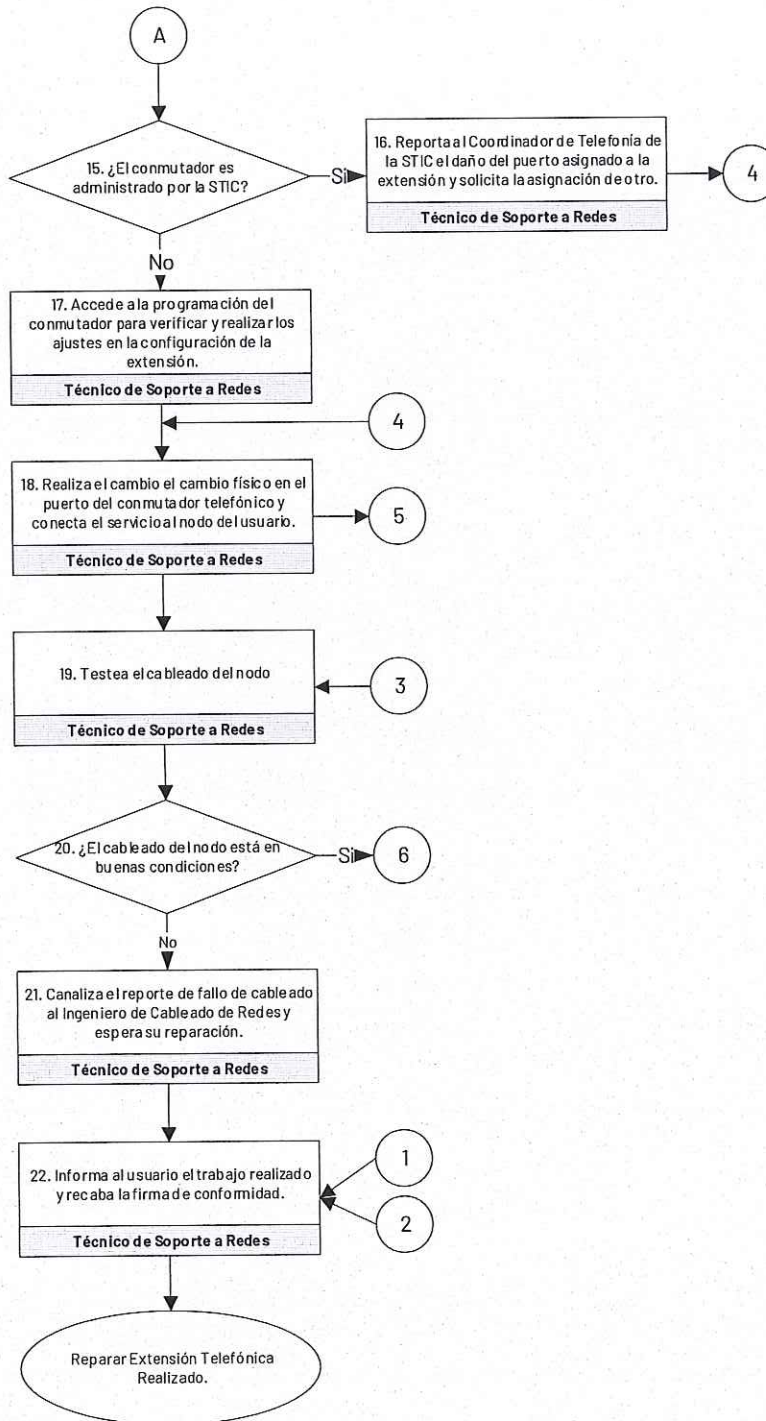 A
15. ¿El conmutador es
administrado por la STIC?
Si
16. Reporta al Coordinador de Telefonía de
la STIC el daño del puerto asignado a la
extensión y solicita la asignación de otro.
Técnico de Soporte a Redes
4
No
17. Accede a la programación del
conmutador para verificar y realizar los
ajustes en la configuración de la
extensión.
Técnico de Soporte a Redes
4
18. Realiza el cambio el cambio físico en el
puerto del conmutador telefónico y
conecta el servicio al nodo del usuario.
Técnico de Soporte a Redes
5
19. Testea el cableado del nodo
Técnico de Soporte a Redes
3
20. ¿El cableado del nodo está en
buenas condiciones?
Si
6
No
21. Canaliza el reporte de fallo de cableado
al Ingeniero de Cableado de Redes y
espera su reparación.
Técnico de Soporte a Redes
22. Informa al usuario el trabajo realizado
y recaba la firma de conformidad.
Técnico de Soporte a Redes
1
2
Reparar Extensión Telefónica
Realizado.